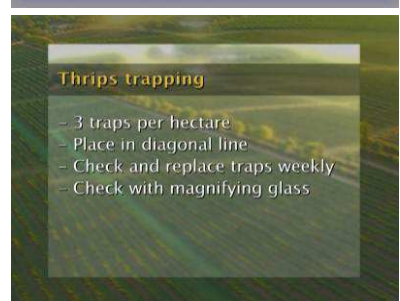 Thrips trapping
– 3 traps per hectare
– Place in diagonal line
– Check and replace traps weekly
– Check with magnifying glass